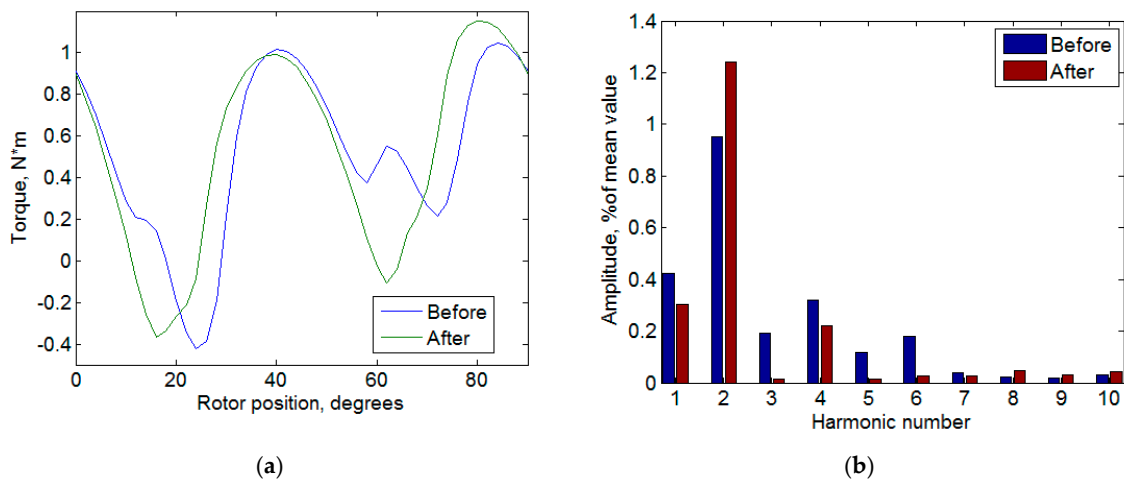 Torque, N*m
1
0.8
0.6
0.4
0.2
0
-0.2
-0.4
0 20 40 60 80
Rotor position, degrees
Before
After
(a)
Amplitude, %of mean value
1.4
1.2
1
0.8
0.6
0.4
0.2
0
1 2 3 4 5 6 7 8 9 10
Harmonic number
Before
After
(b)